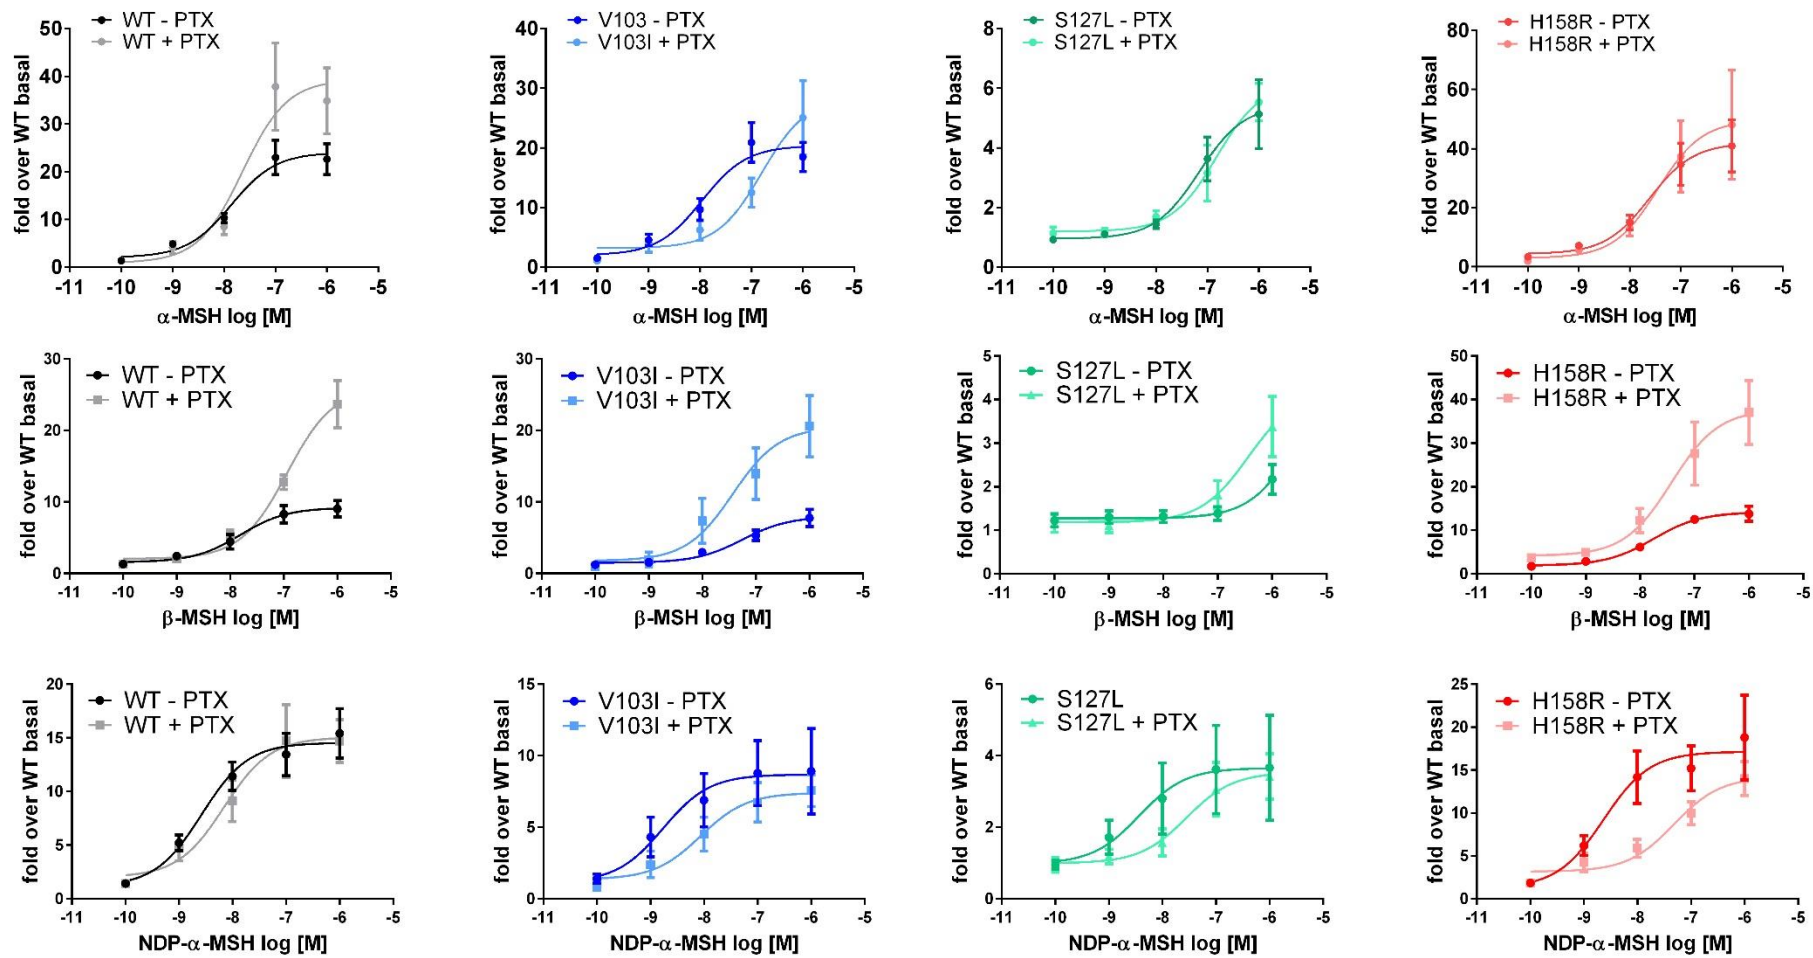 WT - PTX
WT + PTX
fold over WT basal
50
40
30
20
10
0
-11 -10 -9 -8 -7 -6 -5
α-MSH log [M]
V103 - PTX
V103I + PTX
fold over WT basal
40
30
20
10
0
-11 -10 -9 -8 -7 -6 -5
α-MSH log [M]
S127L - PTX
S127L + PTX
fold over WT basal
8
6
4
2
0
-11 -10 -9 -8 -7 -6 -5
α-MSH log [M]
H158R - PTX
H158R + PTX
fold over WT basal
80
60
40
20
0
-11 -10 -9 -8 -7 -6 -5
α-MSH log [M]
WT - PTX
WT + PTX
fold over WT basal
30
20
10
0
-11 -10 -9 -8 -7 -6 -5
β-MSH log [M]
V103I - PTX
V103I + PTX
fold over WT basal
30
20
10
0
-11 -10 -9 -8 -7 -6 -5
β-MSH log [M]
S127L - PTX
S127L + PTX
fold over WT basal
5
4
3
2
1
0
-11 -10 -9 -8 -7 -6 -5
β-MSH log [M]
H158R - PTX
H158R + PTX
fold over WT basal
50
40
30
20
10
0
-11 -10 -9 -8 -7 -6 -5
β-MSH log [M]
WT - PTX
WT + PTX
fold over WT basal
20
15
10
5
0
-11 -10 -9 -8 -7 -6 -5
NDP-α-MSH log [M]
V103I - PTX
V103I + PTX
fold over WT basal
15
10
5
0
-11 -10 -9 -8 -7 -6 -5
NDP-α-MSH log [M]
S127L
S127L + PTX
fold over WT basal
6
4
2
0
-11 -10 -9 -8 -7 -6 -5
NDP-α-MSH log [M]
H158R - PTX
H158R + PTX
fold over WT basal
25
20
15
10
5
0
-11 -10 -9 -8 -7 -6 -5
NDP-α-MSH log [M]